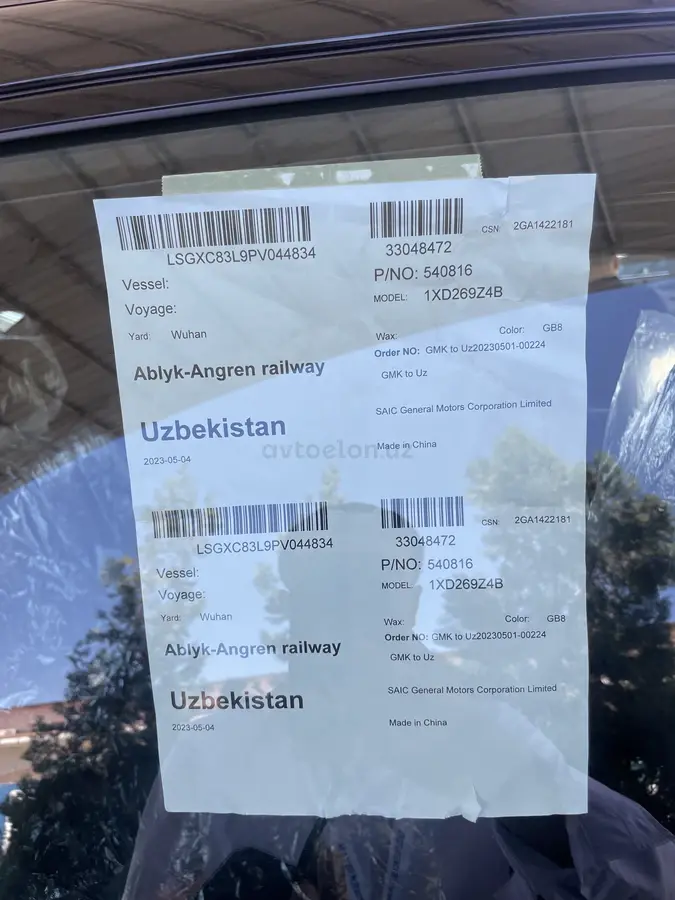 LSGXC83L9PV044834
33048472
CSN: 2GA1422181
Vessel:
P/NO: 540816
Voyage:
MODEL: 1XD269Z4B
Yard: Wuhan
Wax: Color: GB8
Order NO: GMK to Uz20230501-00224
Ablyk-Angren railway
GMK to Uz
SAIC General Motors Corporation Limited
Uzbekistan
Made in China
avtoelon.uz
2023-05-04
LSGXC83L9PV044834
33048472
CSN: 2GA1422181
Vessel:
P/NO: 540816
Voyage:
MODEL: 1XD269Z4B
Yard: Wuhan
Wax: Color: GB8
Order NO: GMK to Uz20230501-00224
Ablyk-Angren railway
GMK to Uz
SAIC General Motors Corporation Limited
Uzbekistan
Made in China
2023-05-04